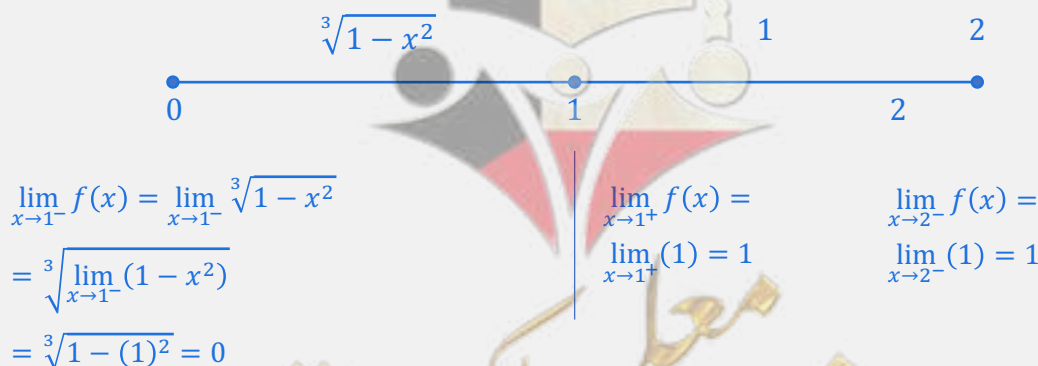 ∛(1 − x²) 1 2
0 1 2
lim_{x→1⁻} f(x) = lim_{x→1⁻} ∛(1 − x²)
= ∛(lim_{x→1⁻} (1 − x²))
= ∛(1 − (1)²) = 0
lim_{x→1⁺} f(x) =
lim_{x→1⁺} (1) = 1
lim_{x→2⁻} f(x) =
lim_{x→2⁻} (1) = 1